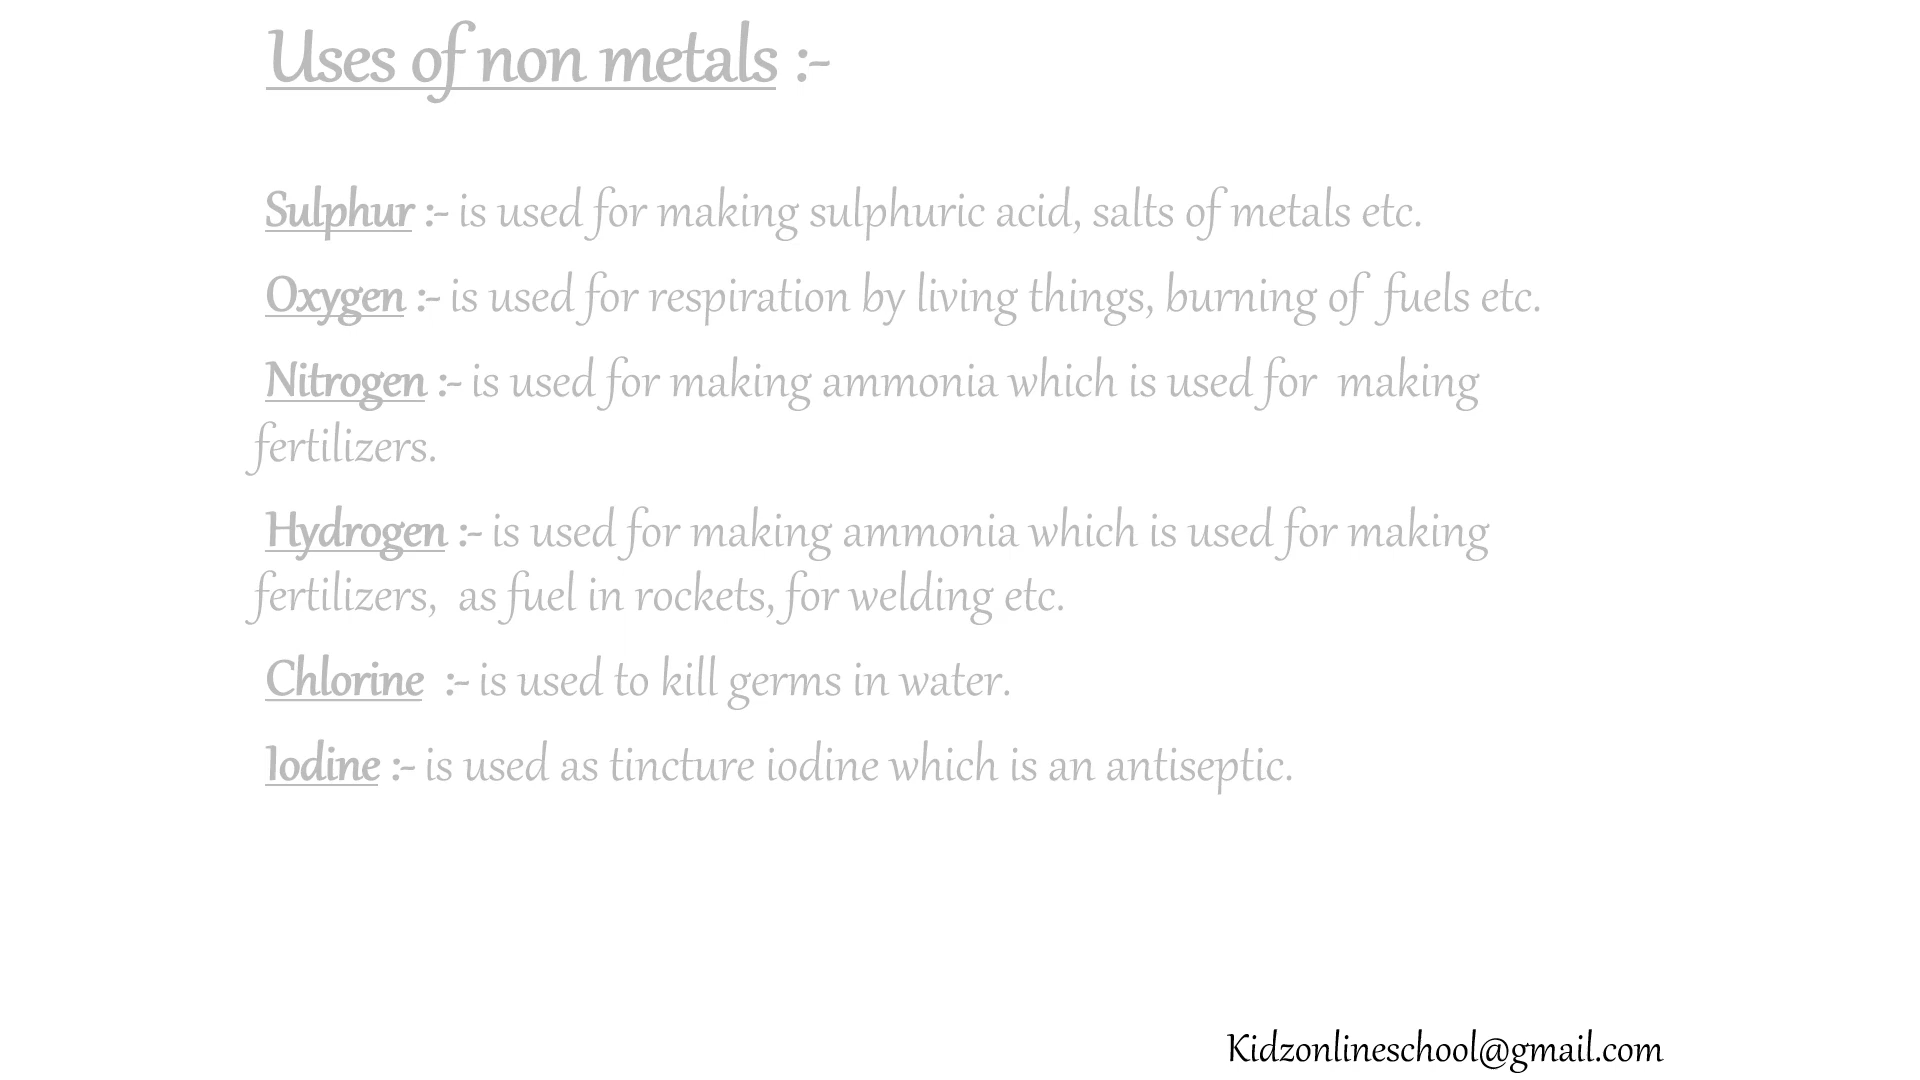 Uses of non metals :-
Sulphur :- is used for making sulphuric acid, salts of metals etc.
Oxygen :- is used for respiration by living things, burning of fuels etc.
Nitrogen :- is used for making ammonia which is used for making
fertilizers.
Hydrogen :- is used for making ammonia which is used for making
fertilizers, as fuel in rockets, for welding etc.
Chlorine :- is used to kill germs in water.
Iodine :- is used as tincture iodine which is an antiseptic.
Kidzonlineschool@gmail.com